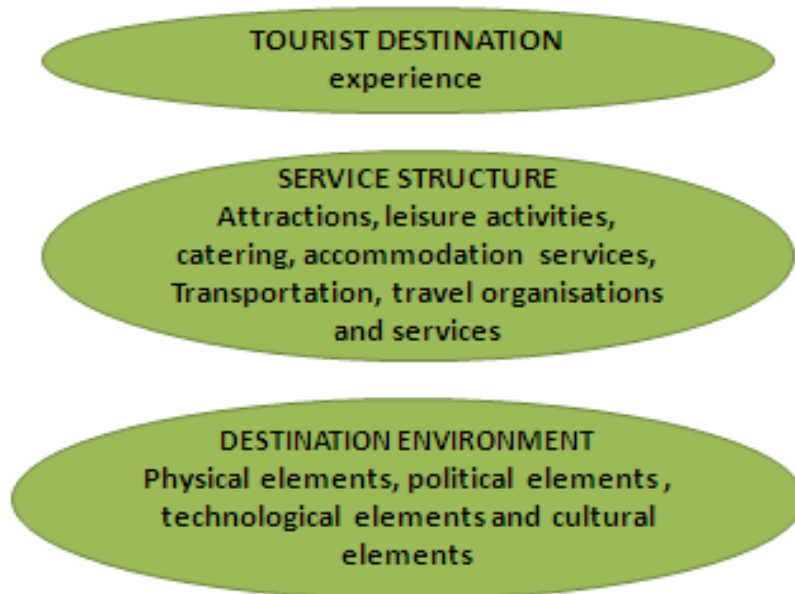 TOURIST DESTINATION
experience
SERVICE STRUCTURE
Attractions, leisure activities,
catering, accommodation services,
Transportation, travel organisations
and services
DESTINATION ENVIRONMENT
Physical elements, political elements ,
technological elements and cultural
elements